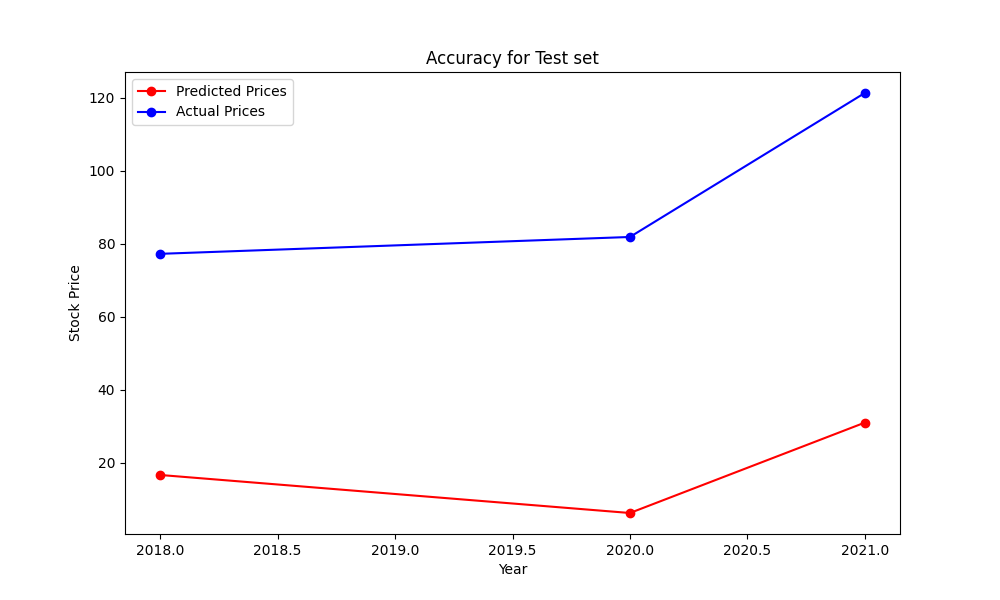 Accuracy for Test set
Predicted Prices
Actual Prices
120
100
80
60
40
20
Stock Price
2018.0 2018.5 2019.0 2019.5 2020.0 2020.5 2021.0
Year